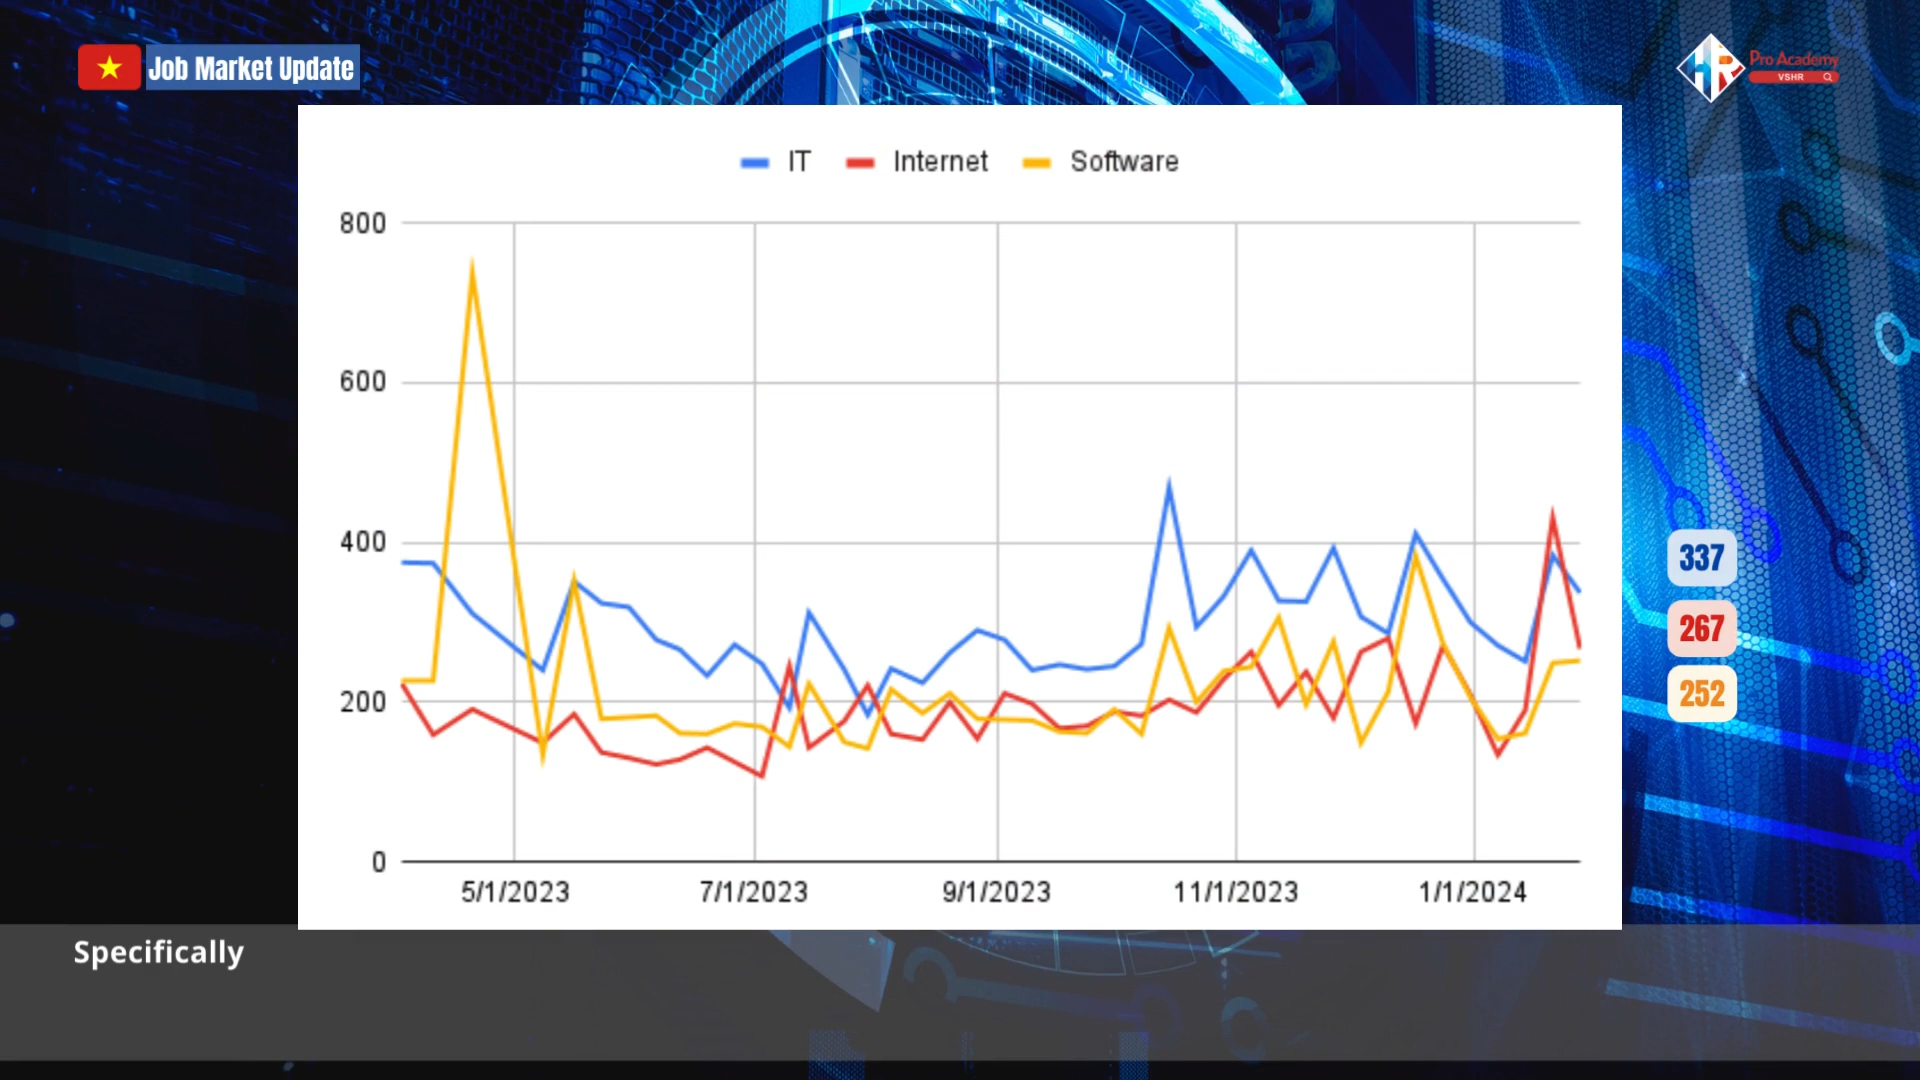 Job Market Update
HR Pro Academy
VSHR
IT Internet Software
800
600
400
200
0
5/1/2023 7/1/2023 9/1/2023 11/1/2023 1/1/2024
337
267
252
Specifically